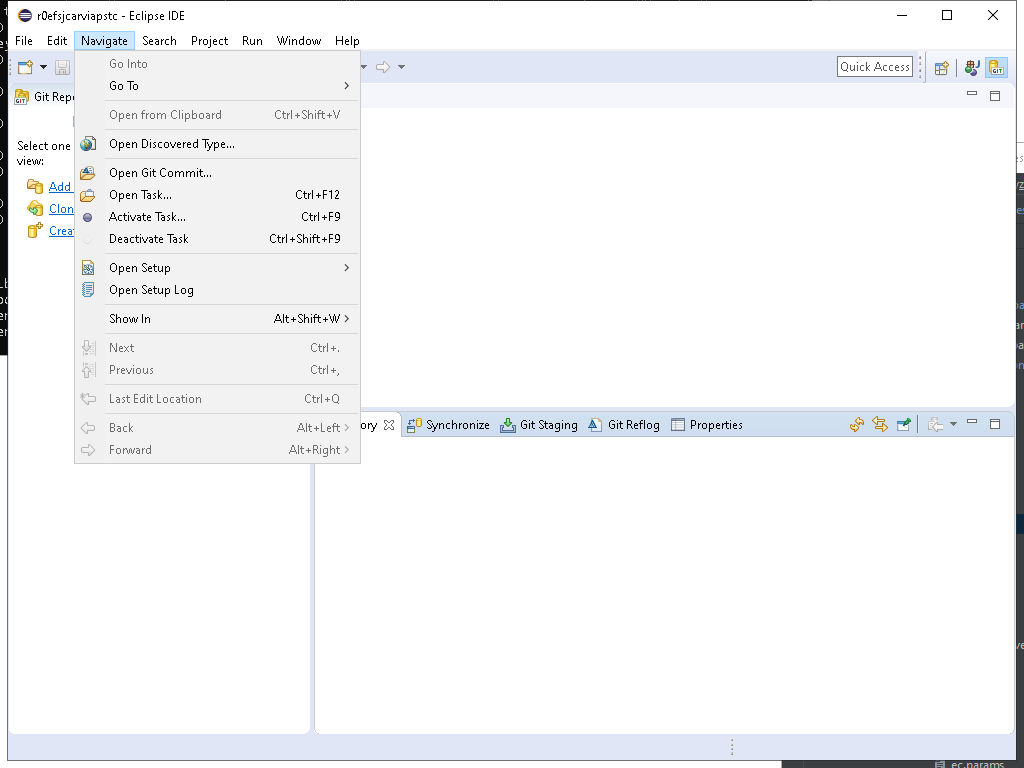 r0efsjcarviapstc - Eclipse IDE
File Edit Navigate Search Project Run Window Help
Quick Access
GIT
Git Repo
Select one
view:
Add
Clon
Creat
Go Into
Go To
Open from Clipboard Ctrl+Shift+V
Open Discovered Type...
Open Git Commit...
Open Task... Ctrl+F12
Activate Task... Ctrl+F9
Deactivate Task Ctrl+Shift+F9
Open Setup
Open Setup Log
Show In Alt+Shift+W
Next Ctrl+.
Previous Ctrl+,
Last Edit Location Ctrl+Q
Back Alt+Left
Forward Alt+Right
ory Synchronize Git Staging Git Reflog Properties
ec.params